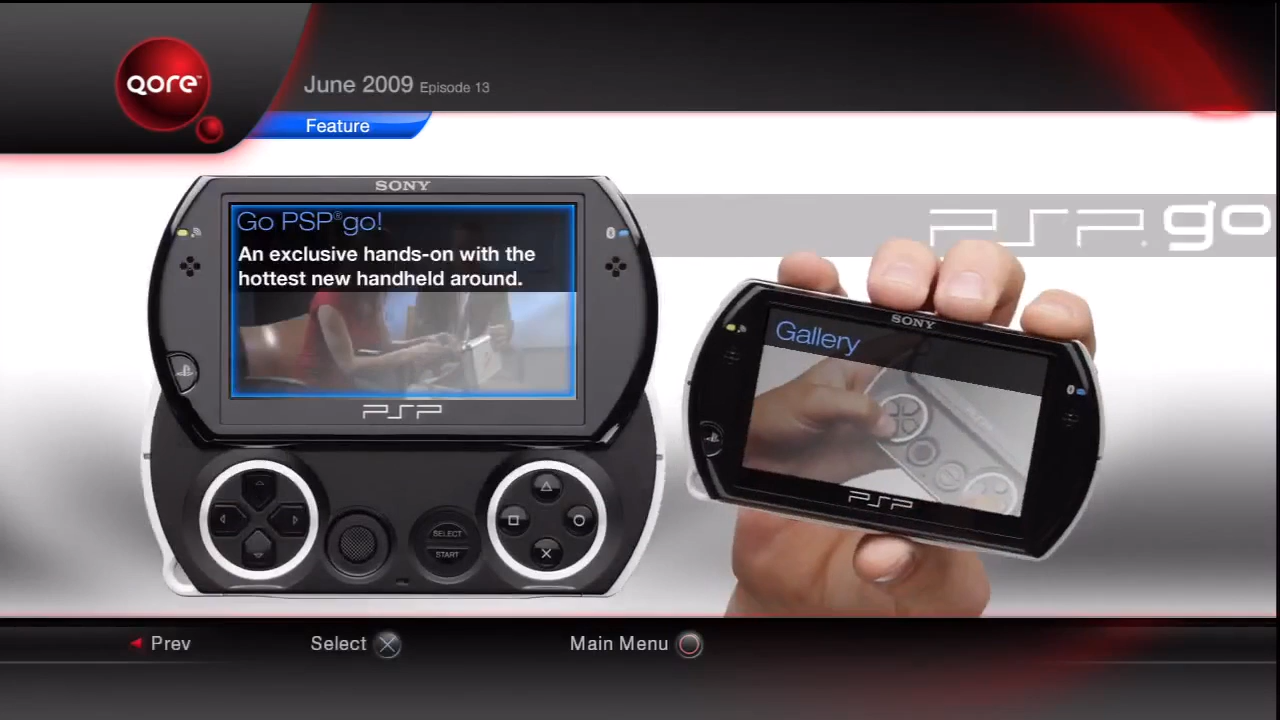 qore™
June 2009 Episode 13
Feature
SONY
Go PSP®go!
An exclusive hands-on with the
hottest new handheld around.
PSP
SELECT
START
PSP go
SONY
Gallery
PSP
Prev
Select
Main Menu